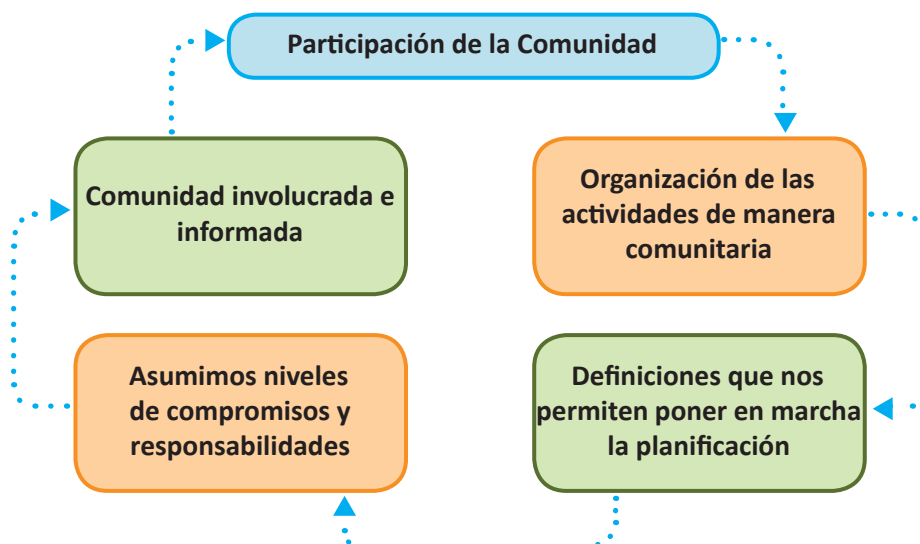 Participación de la Comunidad
Comunidad involucrada e
informada
Organización de las
actividades de manera
comunitaria
Asumimos niveles
de compromisos y
responsabilidades
Definiciones que nos
permiten poner en marcha
la planificación